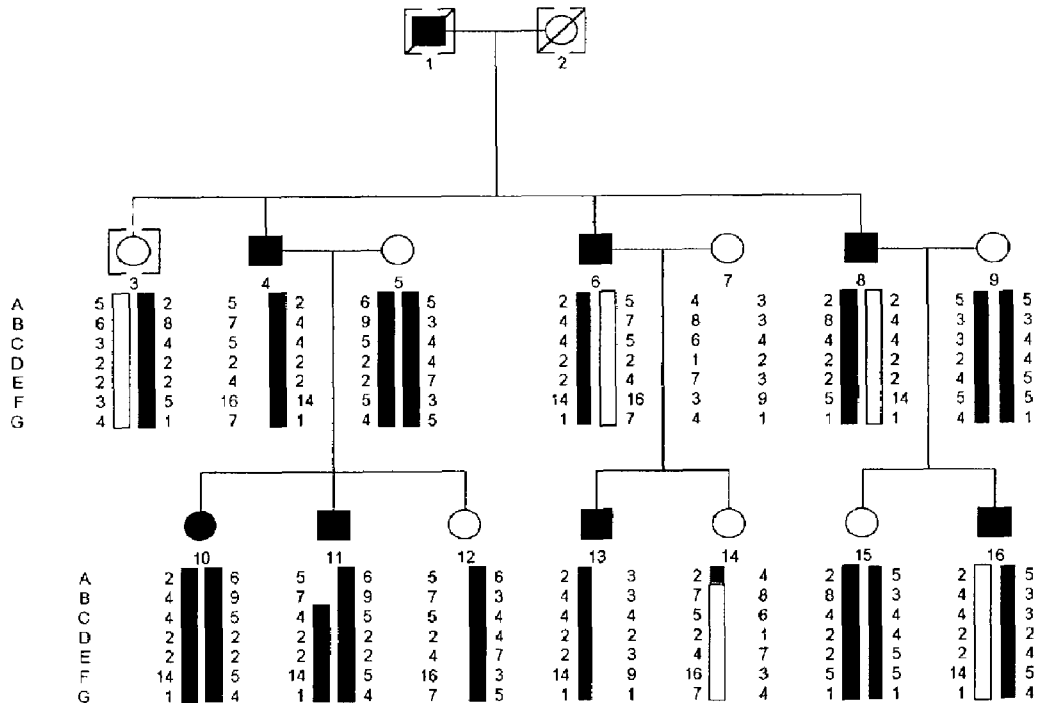 1 2
3 4 5 6 7 8 9
A 5 2 5 2 6 5 2 5 4 3 2 2 5 5
B 6 8 7 4 9 3 4 7 8 3 8 4 3 3
C 3 4 5 4 5 4 4 5 6 4 4 4 3 4
D 2 2 2 2 2 4 2 2 1 2 2 2 2 4
E 2 2 4 2 2 7 2 4 7 3 2 2 4 5
F 3 5 16 14 5 3 14 16 3 9 5 14 5 5
G 4 1 7 1 4 5 1 7 4 1 1 1 4 1
10 11 12 13 14 15 16
A 2 6 5 6 5 6 2 3 2 4 2 5 2 5
B 4 9 7 9 7 3 4 3 7 8 8 3 4 3
C 4 5 4 5 5 4 4 4 5 6 4 4 4 3
D 2 2 2 2 2 4 2 2 2 1 2 4 2 2
E 2 2 2 2 4 7 2 3 4 7 2 5 2 4
F 14 5 14 5 16 3 14 9 16 3 5 5 14 5
G 1 4 1 4 7 5 1 1 7 4 1 1 1 4